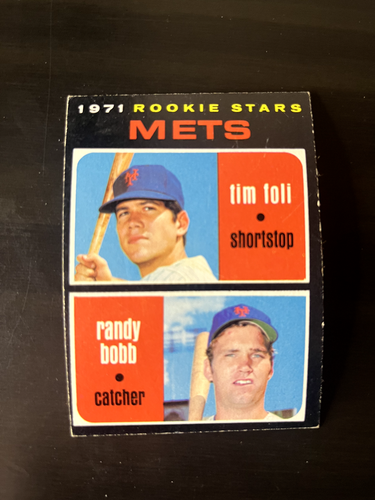 1971 ROOKIE STARS
METS
tim foli
●
shortstop
randy
bobb
●
catcher